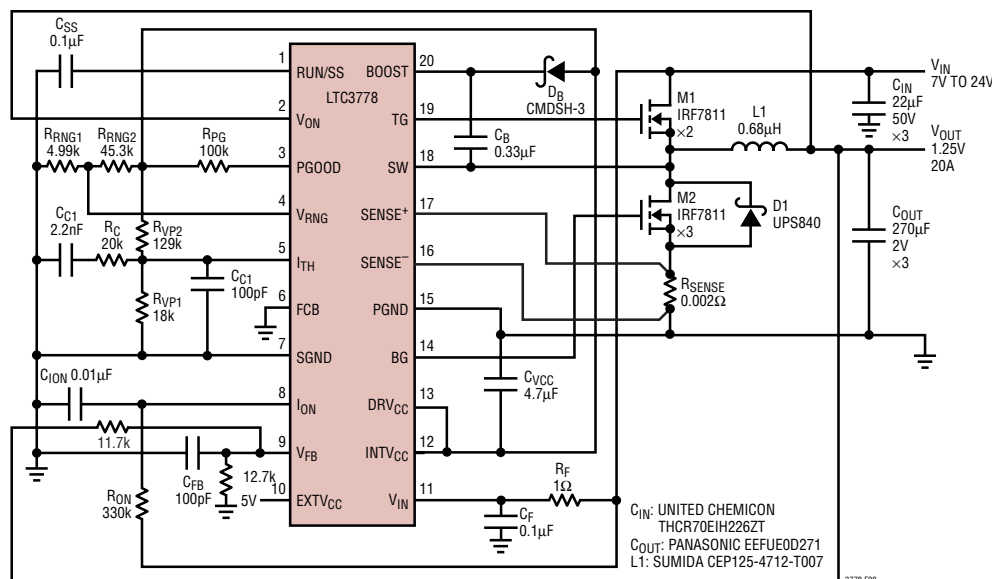 CSS
0.1µF
RRNG1
4.99k
RRNG2
45.3k
RPG
100k
CC1
2.2nF
RC
20k
RVP2
129k
RVP1
18k
CC1
100pF
CION 0.01µF
11.7k
CFB
100pF
12.7k
RON
330k
5V
LTC3778
1
RUN/SS
2
VON
3
PGOOD
4
VRNG
5
ITH
6
FCB
7
SGND
8
ION
9
VFB
10
EXTVCC
20
BOOST
19
TG
18
SW
17
SENSE+
16
SENSE–
15
PGND
14
BG
13
DRVCC
12
INTVCC
11
VIN
DB
CMDSH-3
CB
0.33µF
M1
IRF7811
×2
L1
0.68µH
M2
IRF7811
×3
D1
UPS840
RSENSE
0.002Ω
CVCC
4.7µF
RF
1Ω
CF
0.1µF
VIN
7V TO 24V
CIN
22µF
50V
×3
VOUT
1.25V
20A
COUT
270µF
2V
×3
CIN: UNITED CHEMICON
THCR70EIH226ZT
COUT: PANASONIC EEFUE0D271
L1: SUMIDA CEP125-4712-T007